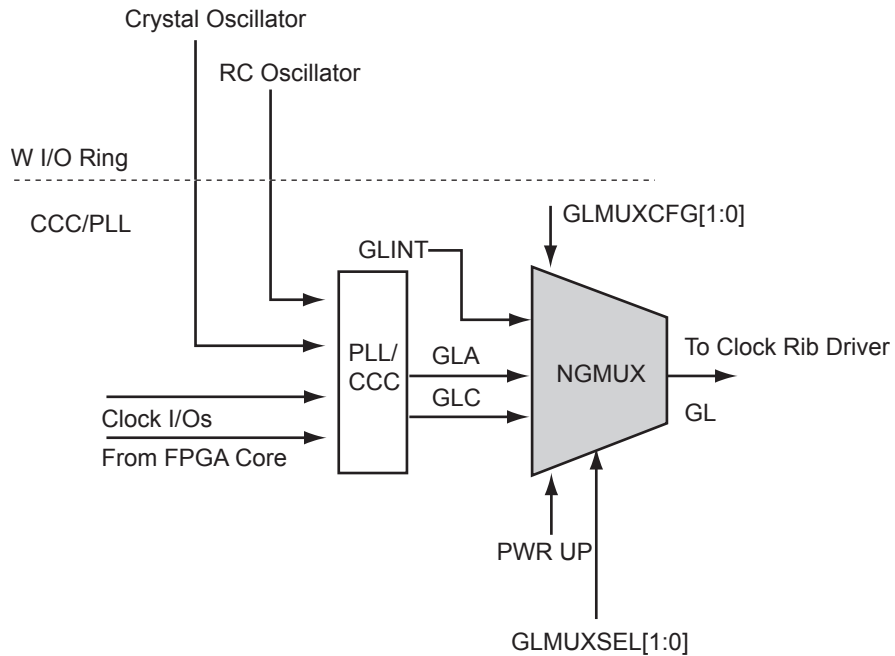 Crystal Oscillator
RC Oscillator
W I/O Ring
CCC/PLL
GLMUXCFG[1:0]
GLINT
PLL/
CCC
GLA
GLC
NGMUX
To Clock Rib Driver
GL
Clock I/Os
From FPGA Core
PWR UP
GLMUXSEL[1:0]